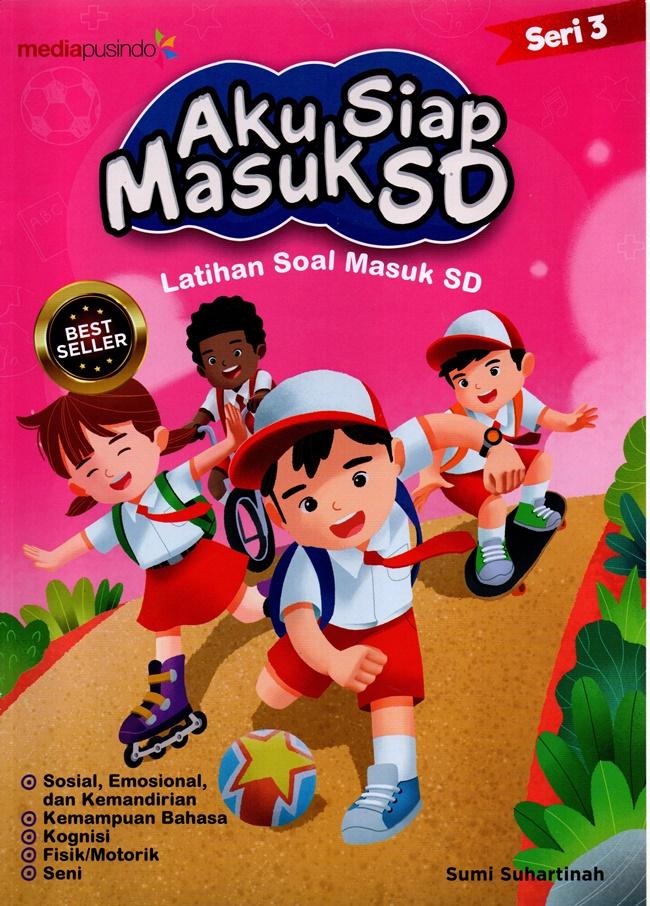 mediapusindo
Seri 3
Aku Siap
Masuk SD
Latihan Soal Masuk SD
BEST
SELLER
Sosial, Emosional,
dan Kemandirian
Kemampuan Bahasa
Kognisi
Fisik/Motorik
Seni
Sumi Suhartinah
ABC